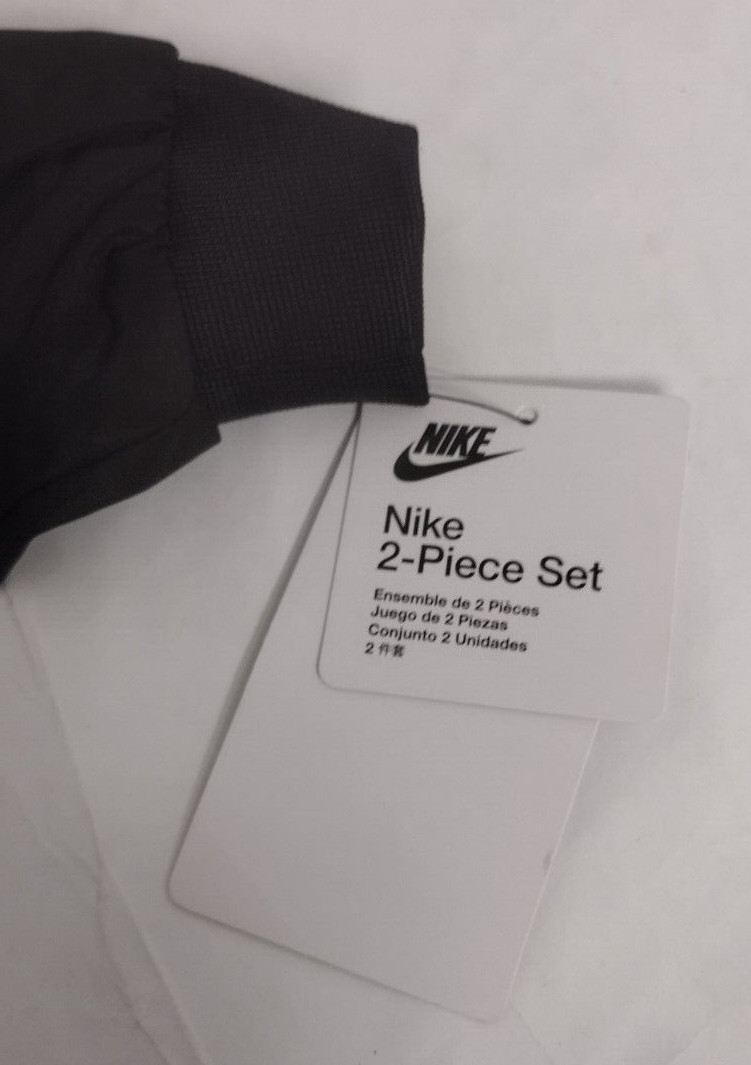 NIKE
Nike
2-Piece Set
Ensemble de 2 Pièces
Juego de 2 Piezas
Conjunto 2 Unidades
2 件套